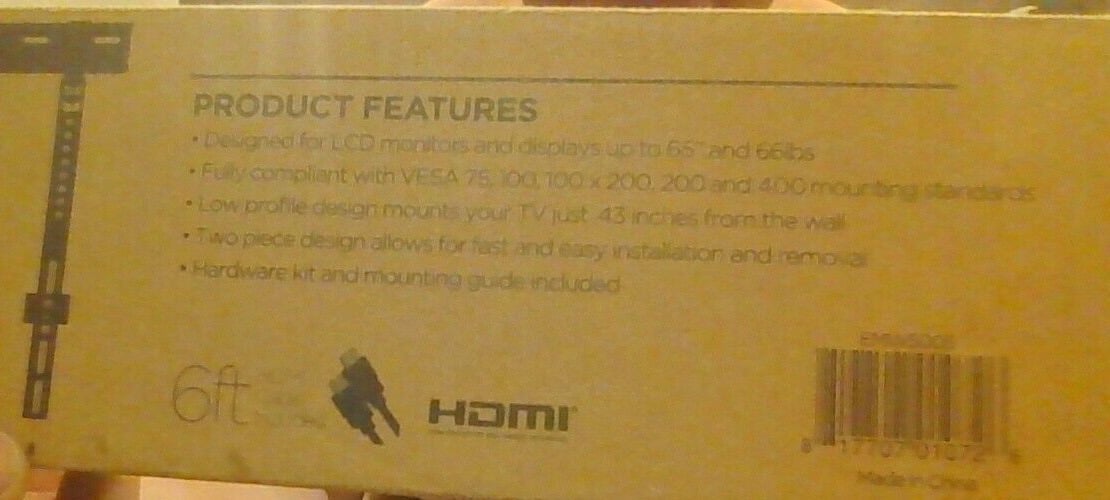 PRODUCT FEATURES
• Designed for LCD monitors and displays up to 65" and 66lbs
• Fully compliant with VESA 75, 100, 100 x 200, 200 and 400 mounting standards
• Low profile design mounts your TV just .43 inches from the wall
• Two piece design allows for fast and easy installation and removal
• Hardware kit and mounting guide included
6ft
HDMI
8 17707 01072
Made in China